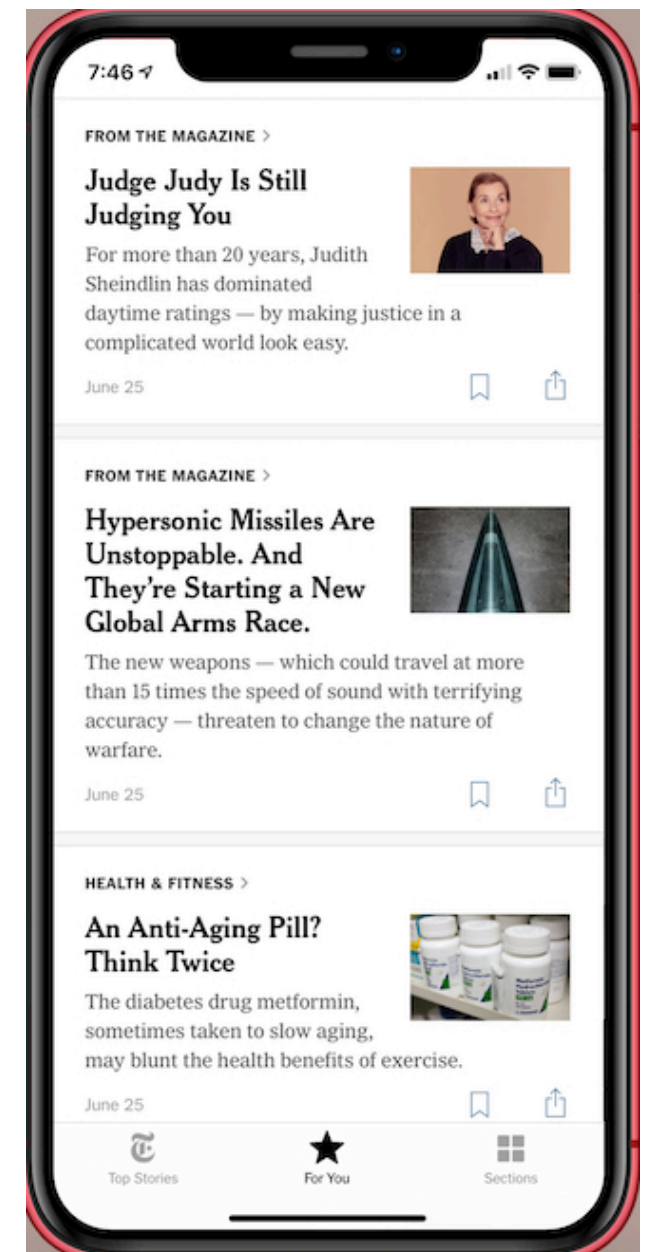 7:46
FROM THE MAGAZINE >
Judge Judy Is Still
Judging You
For more than 20 years, Judith
Sheindlin has dominated
daytime ratings — by making justice in a
complicated world look easy.
June 25
FROM THE MAGAZINE >
Hypersonic Missiles Are
Unstoppable. And
They’re Starting a New
Global Arms Race.
The new weapons — which could travel at more
than 15 times the speed of sound with terrifying
accuracy — threaten to change the nature of
warfare.
June 25
HEALTH & FITNESS >
An Anti-Aging Pill?
Think Twice
The diabetes drug metformin,
sometimes taken to slow aging,
may blunt the health benefits of exercise.
June 25
T
Top Stories
For You
Sections